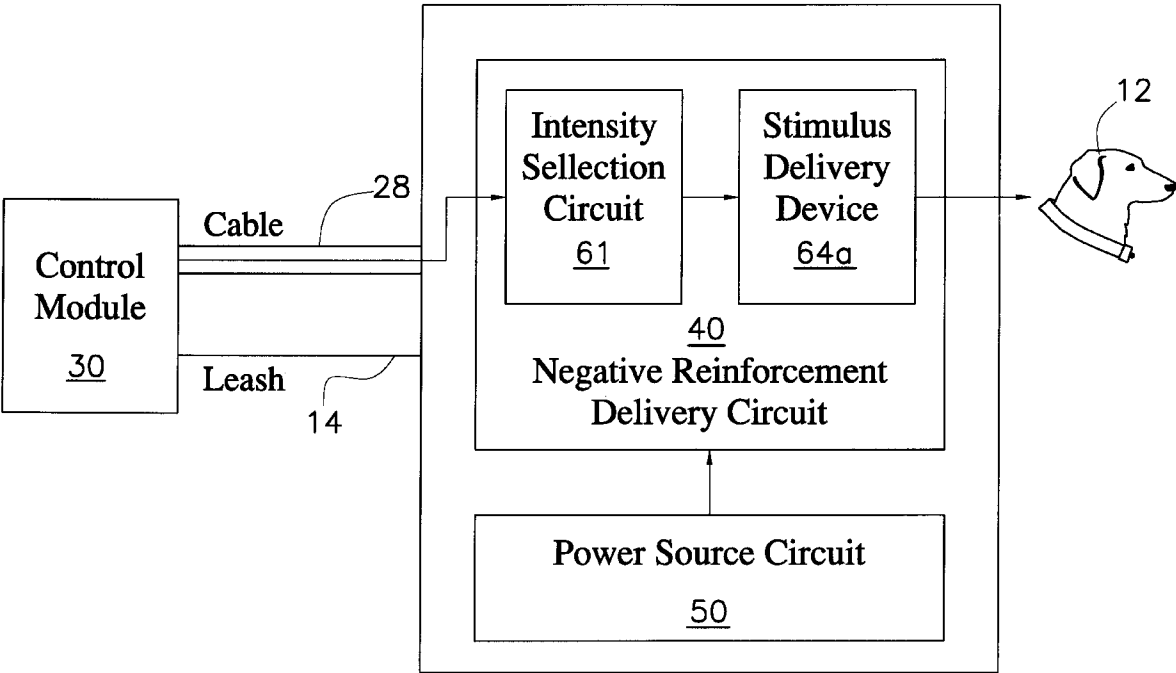 Control
Module
30
Cable
28
Leash
14
Intensity
Sellection
Circuit
61
Stimulus
Delivery
Device
64a
40
Negative Reinforcement
Delivery Circuit
Power Source Circuit
50
12